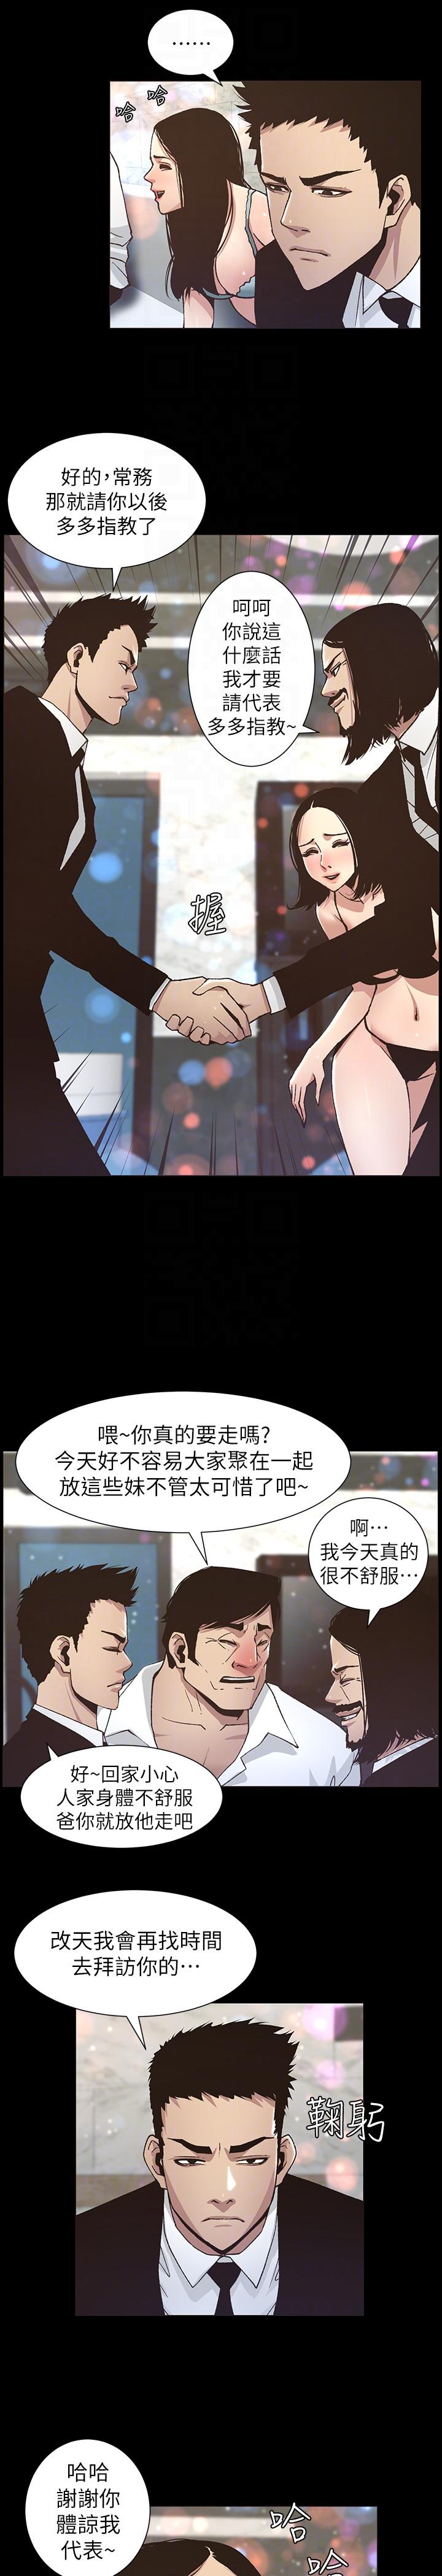 ……
哈 哈
好的，常務
那就請你以後
多多指教了
呵呵
你說這
什麼話
我才要
請代表
多多指教~
握
喂~你真的要走嗎?
今天好不容易大家聚在一起
放這些妹不管太可惜了吧~
啊…
我今天真的
很不舒服…
好~回家小心
人家身體不舒服
爸你就放他走吧
改天我會再找時間
去拜訪你的…
鞠躬
哈哈
謝謝你
體諒我
代表~
哈
哈